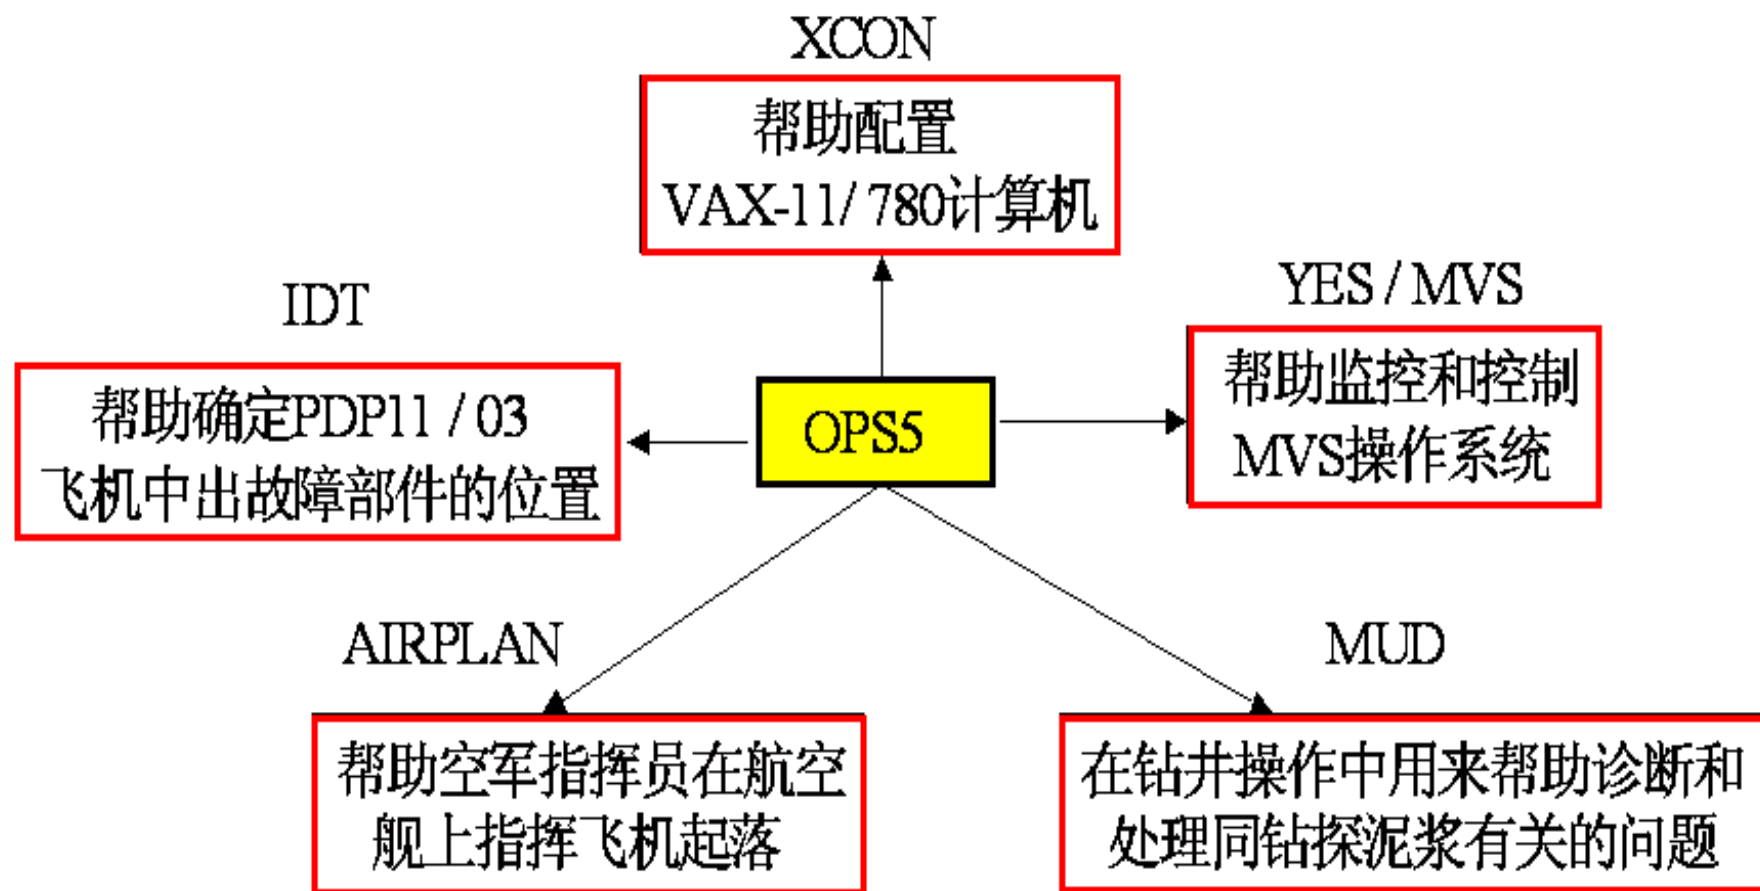 XCON
帮助配置
VAX-11/ 780计算机
IDT
YES / MVS
帮助确定PDP11 / 03
飞机中出故障部件的位置
OPS5
帮助监控和控制
MVS操作系统
AIRPLAN
MUD
帮助空军指挥员在航空
舰上指挥飞机起落
在钻井操作中用来帮助诊断和
处理同钻探泥浆有关的问题